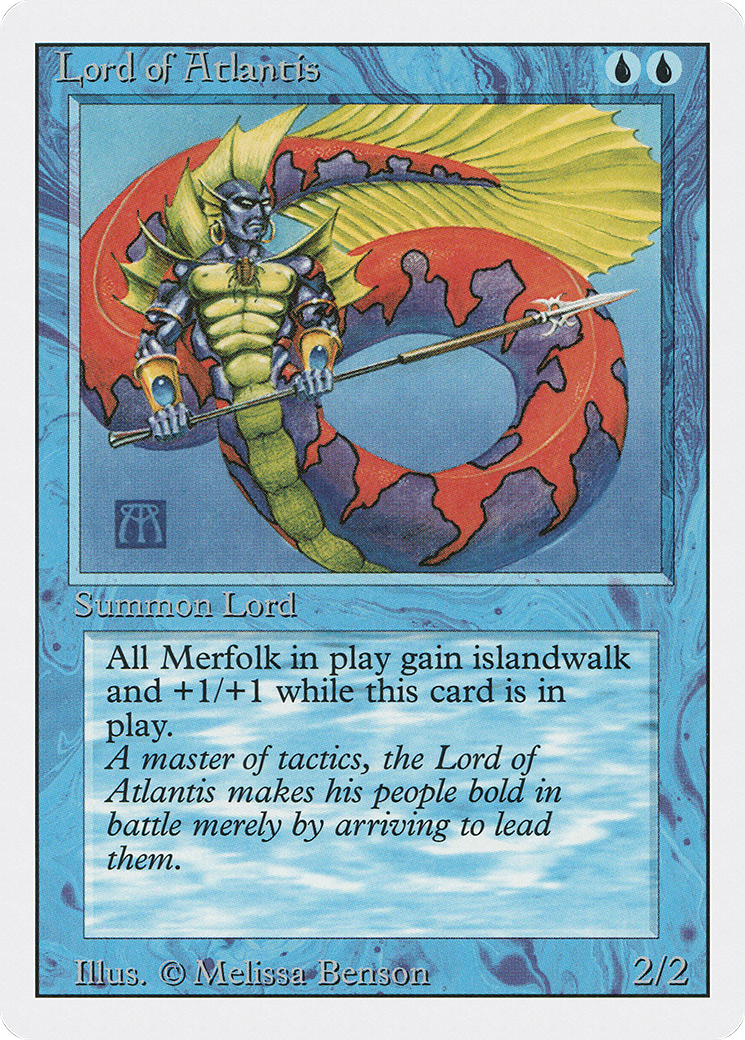 Lord of Atlantis
Summon Lord
All Merfolk in play gain islandwalk
and +1/+1 while this card is in
play.
A master of tactics, the Lord of
Atlantis makes his people bold in
battle merely by arriving to lead
them.
Illus. © Melissa Benson 2/2